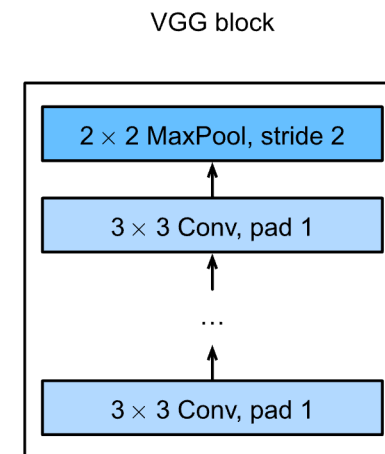 VGG block
2 × 2 MaxPool, stride 2
3 × 3 Conv, pad 1
...
3 × 3 Conv, pad 1